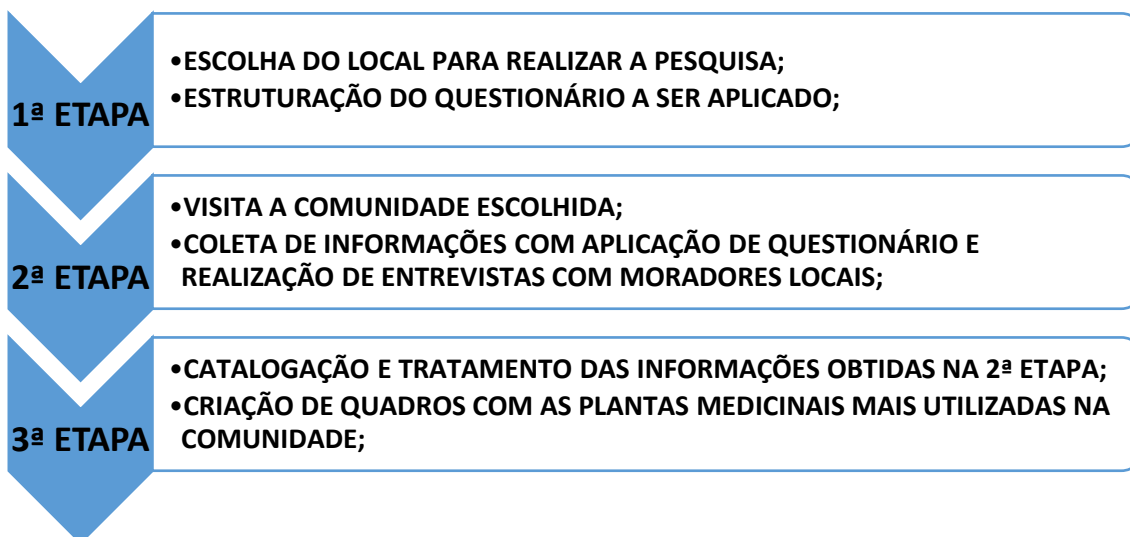 1ª ETAPA
•ESCOLHA DO LOCAL PARA REALIZAR A PESQUISA;
•ESTRUTURAÇÃO DO QUESTIONÁRIO A SER APLICADO;
2ª ETAPA
•VISITA A COMUNIDADE ESCOLHIDA;
•COLETA DE INFORMAÇÕES COM APLICAÇÃO DE QUESTIONÁRIO E
REALIZAÇÃO DE ENTREVISTAS COM MORADORES LOCAIS;
3ª ETAPA
•CATALOGAÇÃO E TRATAMENTO DAS INFORMAÇÕES OBTIDAS NA 2ª ETAPA;
•CRIAÇÃO DE QUADROS COM AS PLANTAS MEDICINAIS MAIS UTILIZADAS NA
COMUNIDADE;